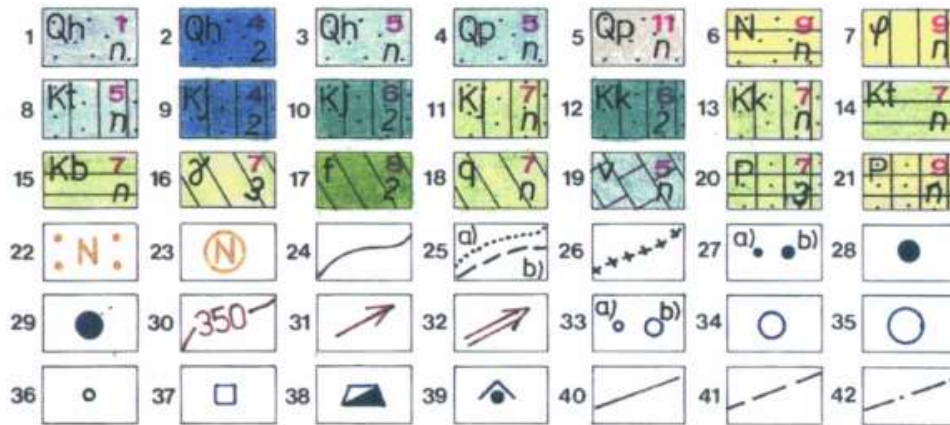 1 Qh 1 n 2 Qh 4 2 3 Qh 5 n 4 Qp 5 n 5 Qp 11 n 6 N 9 n 7 φ 9 n
8 Kt 5 n 9 Kj 4 2 10 Kj 6 2 11 Kj 7 n 12 Kk 6 2 13 Kk 7 n 14 Kt 7 n
15 Kb 7 n 16 γ 7 3 17 f 8 2 18 q 7 n 19 ν 5 n 20 P 7 3 21 P 9 n
22 N 23 N 24 25 a) b) 26 27 a) b) 28
29 30 350 31 32 33 a) b) 34 35
36 37 38 39 40 41 42